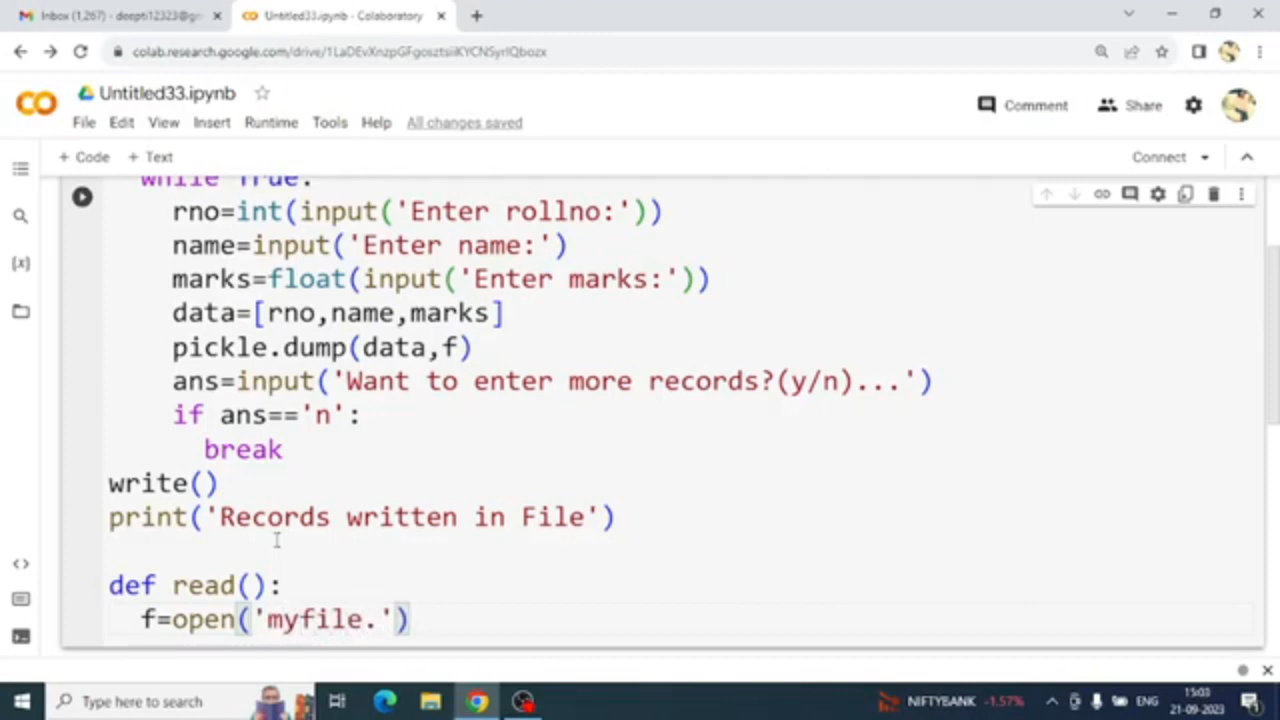 Inbox (1,267) - deepti12323@gm
Untitled33.ipynb - Colaboratory
colab.research.google.com/drive/
Untitled33.ipynb
Comment
Share
File Edit View Insert Runtime Tools Help All changes saved
+ Code + Text
Connect
while True:
rno=int(input('Enter rollno:'))
name=input('Enter name:')
marks=float(input('Enter marks:'))
data=[rno,name,marks]
pickle.dump(data,f)
ans=input('Want to enter more records?(y/n)...')
if ans=='n':
break
write()
print('Records written in File')
def read():
f=open('myfile.')
Type here to search
NIFTYBANK -1.57%
ENG
15:03
21-09-2023